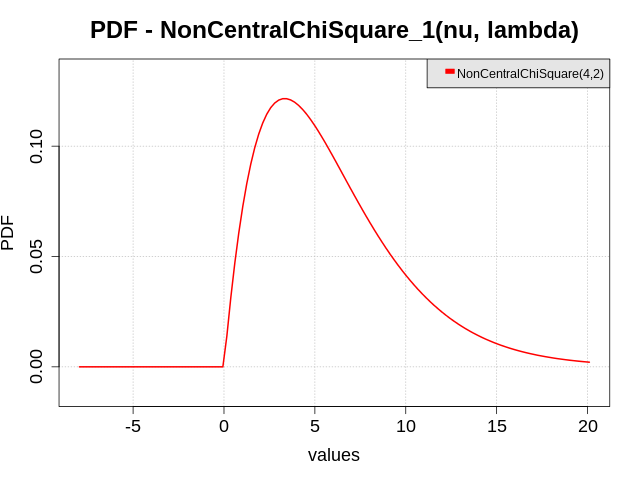 PDF - NonCentralChiSquare_1(nu, lambda)
NonCentralChiSquare(4,2)
PDF
0.10
0.05
0.00
-5 0 5 10 15 20
values